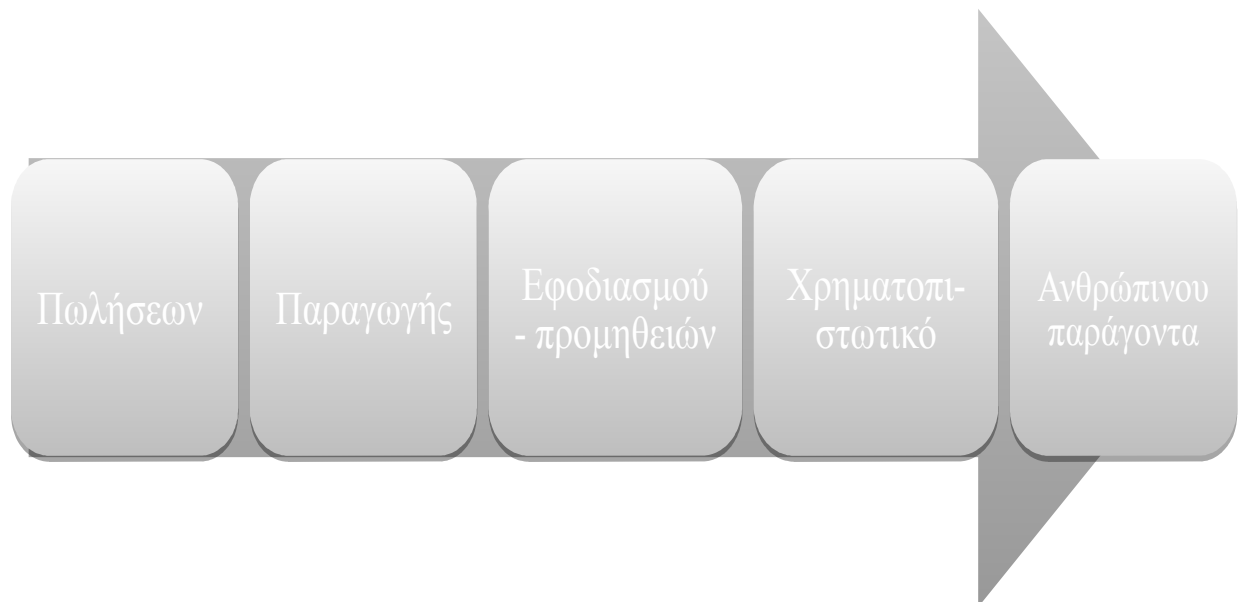 Πωλήσεων
Παραγωγής
Εφοδιασμού
- προμηθειών
Χρηματοπι-
στωτικό
Ανθρώπινου
παράγοντα